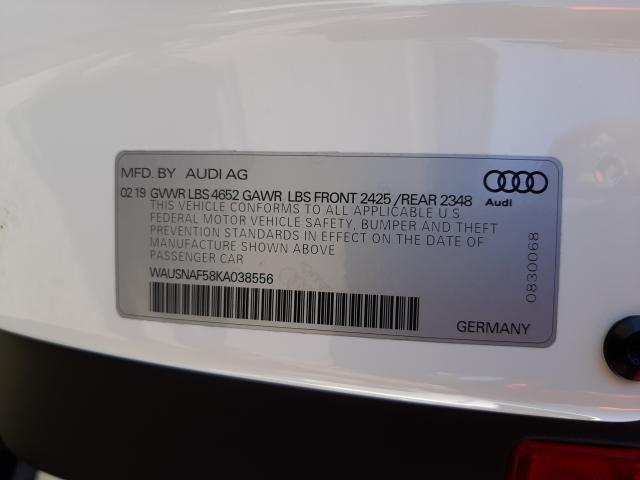 MFD. BY AUDI AG
02 19 GVWR LBS 4652 GAWR LBS FRONT 2425 /REAR 2348
THIS VEHICLE CONFORMS TO ALL APPLICABLE U.S
FEDERAL MOTOR VEHICLE SAFETY, BUMPER AND THEFT
PREVENTION STANDARDS IN EFFECT ON THE DATE OF
MANUFACTURE SHOWN ABOVE
PASSENGER CAR
WAUSNAF58KA038556
GERMANY
Audi
0830068